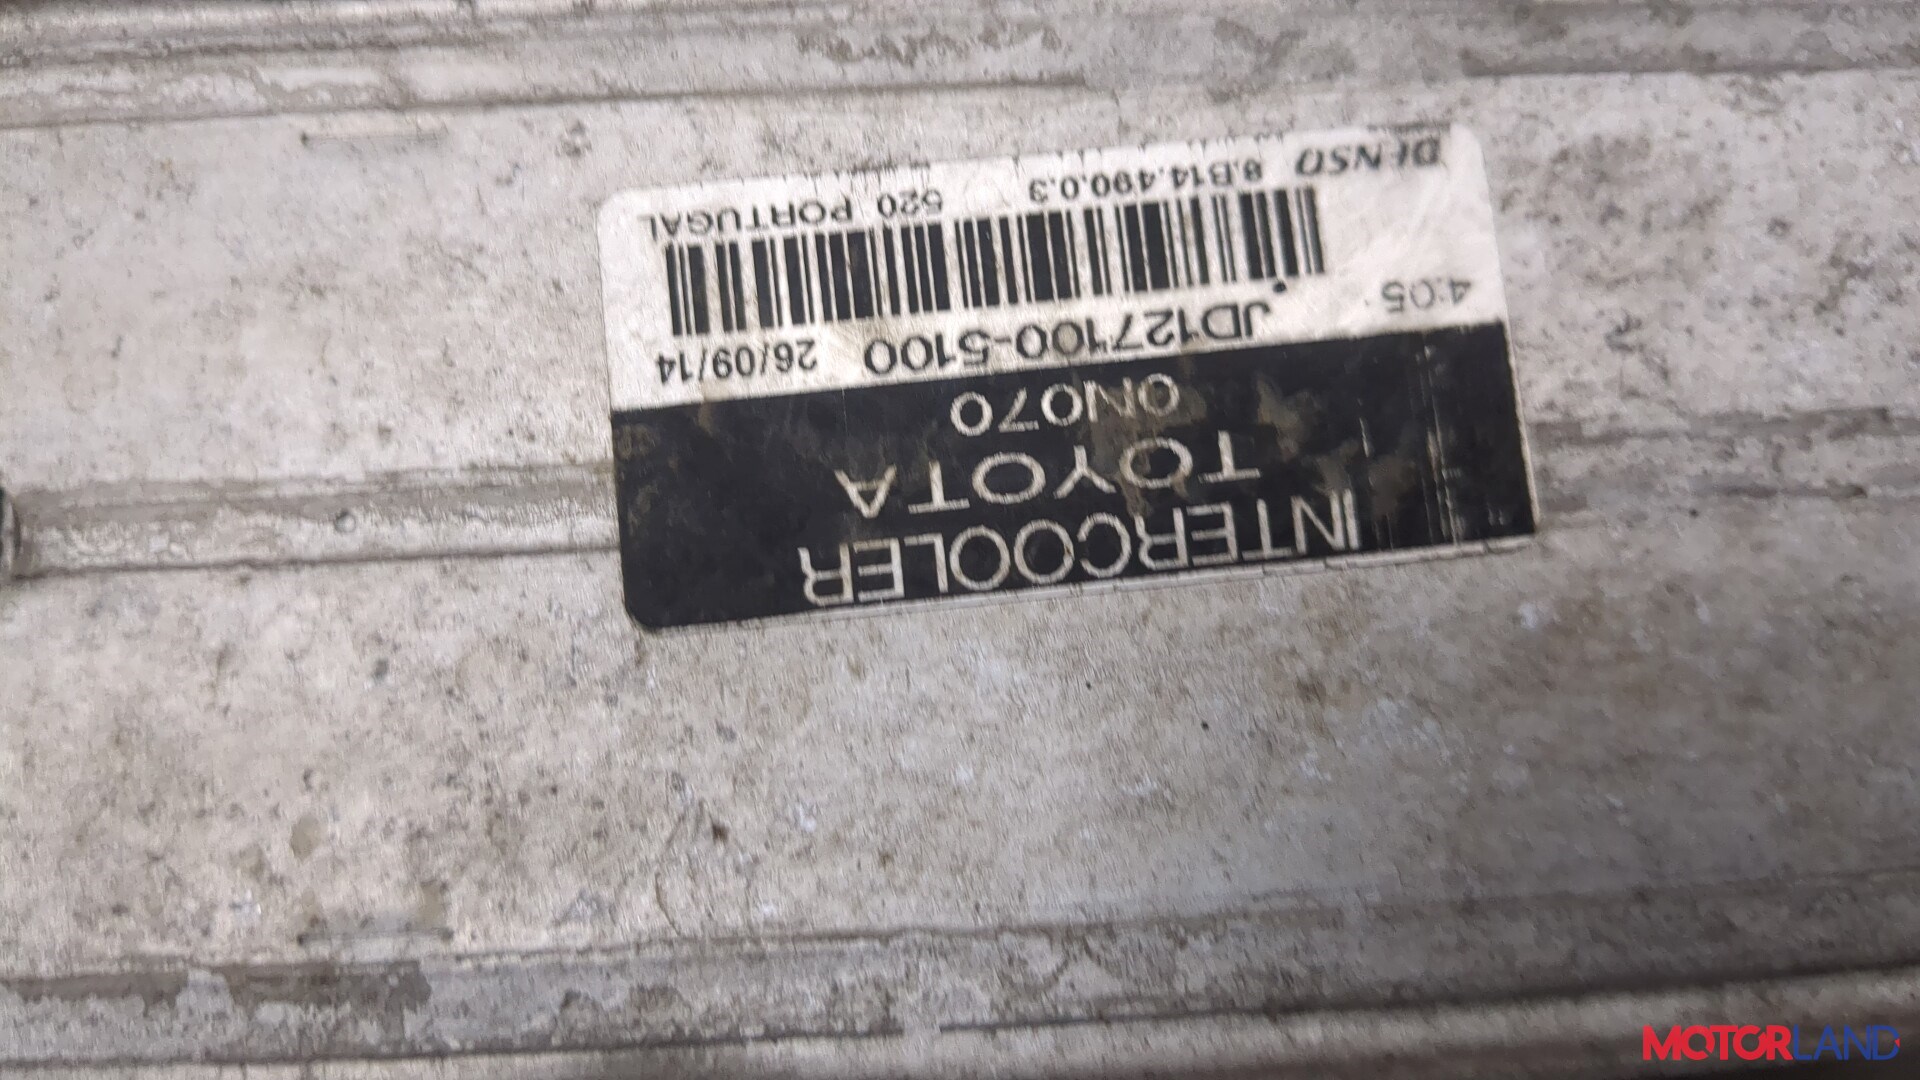 INTERCOOLER
TOYOTA
0N070
JD127100-5100 26/09/14
4:05
DENSO 8.B14.490.0.3 520 PORTUGAL
MOTORLAND